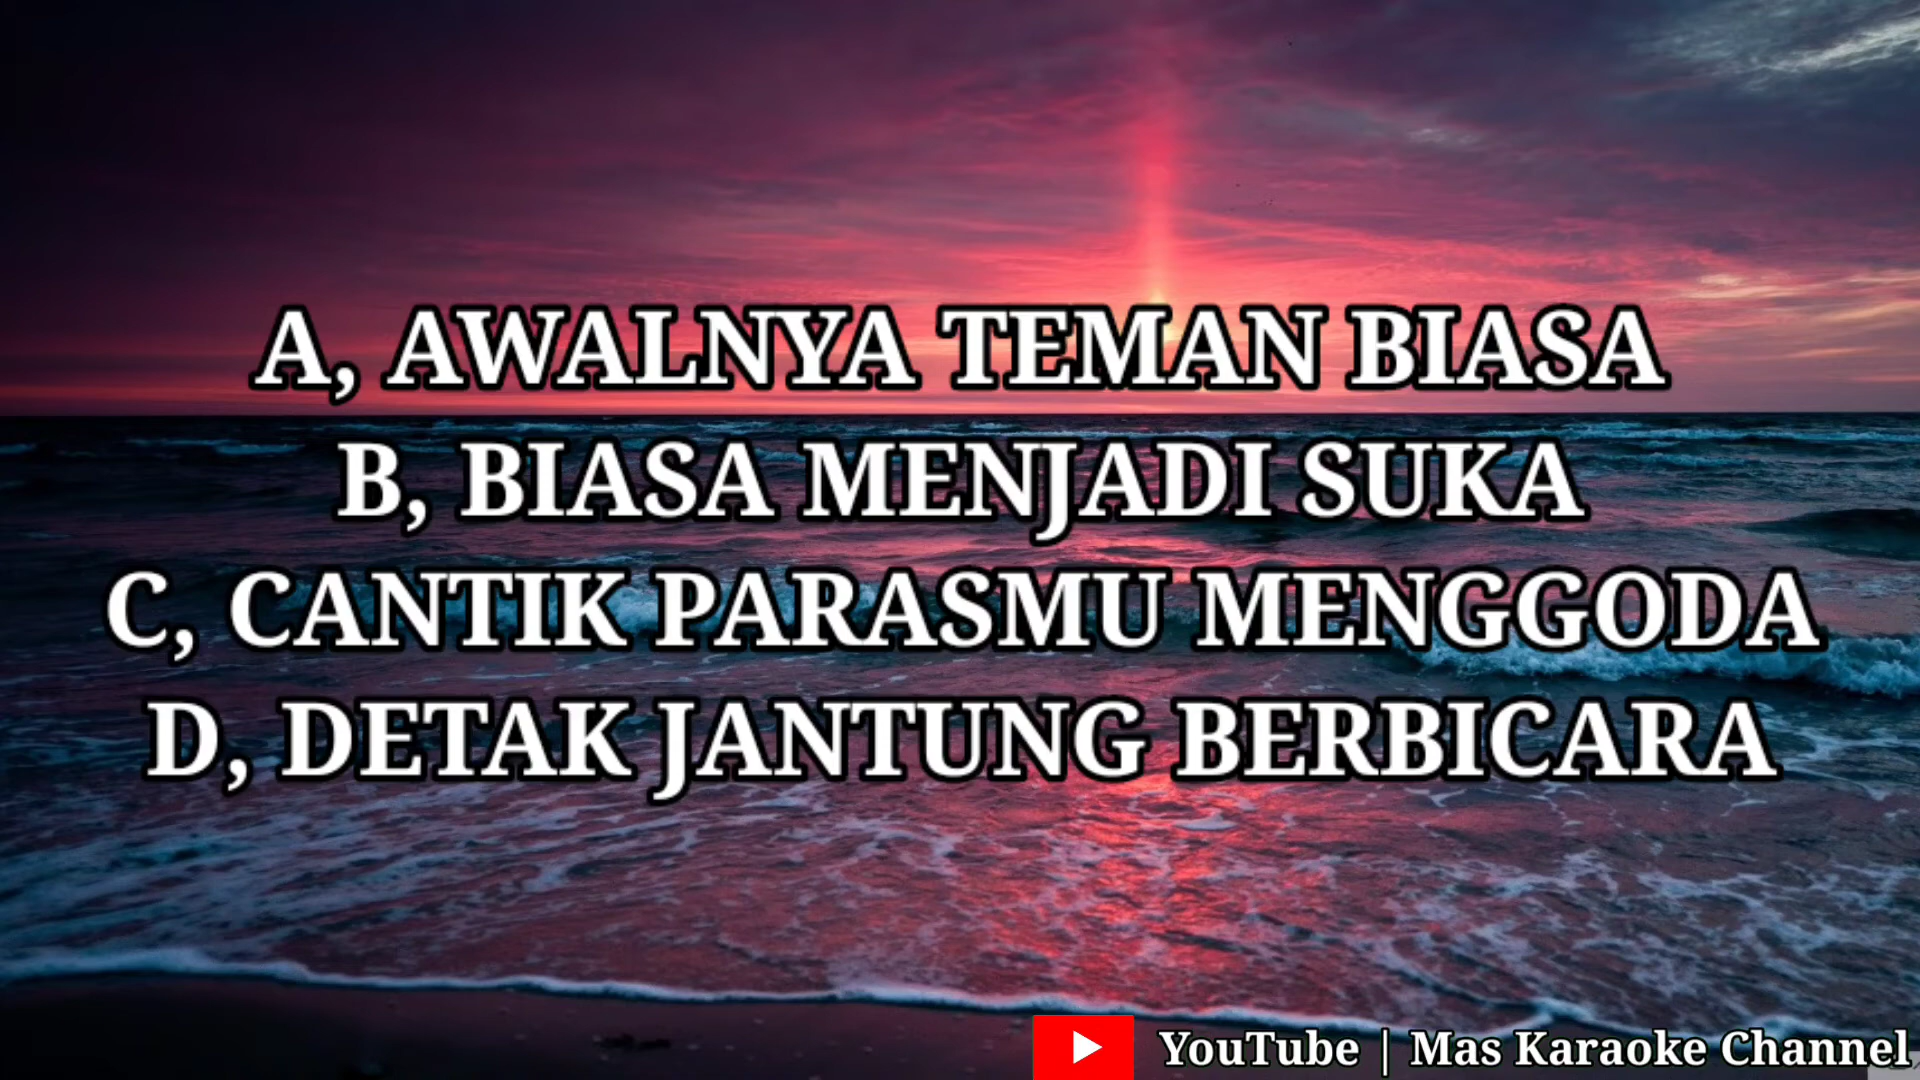 A, AWALNYA TEMAN BIASA
B, BIASA MENJADI SUKA
C, CANTIK PARASMU MENGGODA
D, DETAK JANTUNG BERBICARA
YouTube | Mas Karaoke Channel